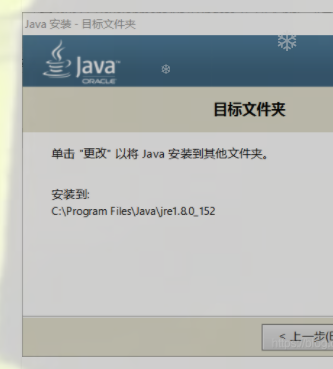 Java 安装 - 目标文件夹
Java
ORACLE
目标文件夹
单击 "更改" 以将 Java 安装到其他文件夹。
安装到:
C:\Program Files\Java\jre1.8.0_152
< 上一步(B